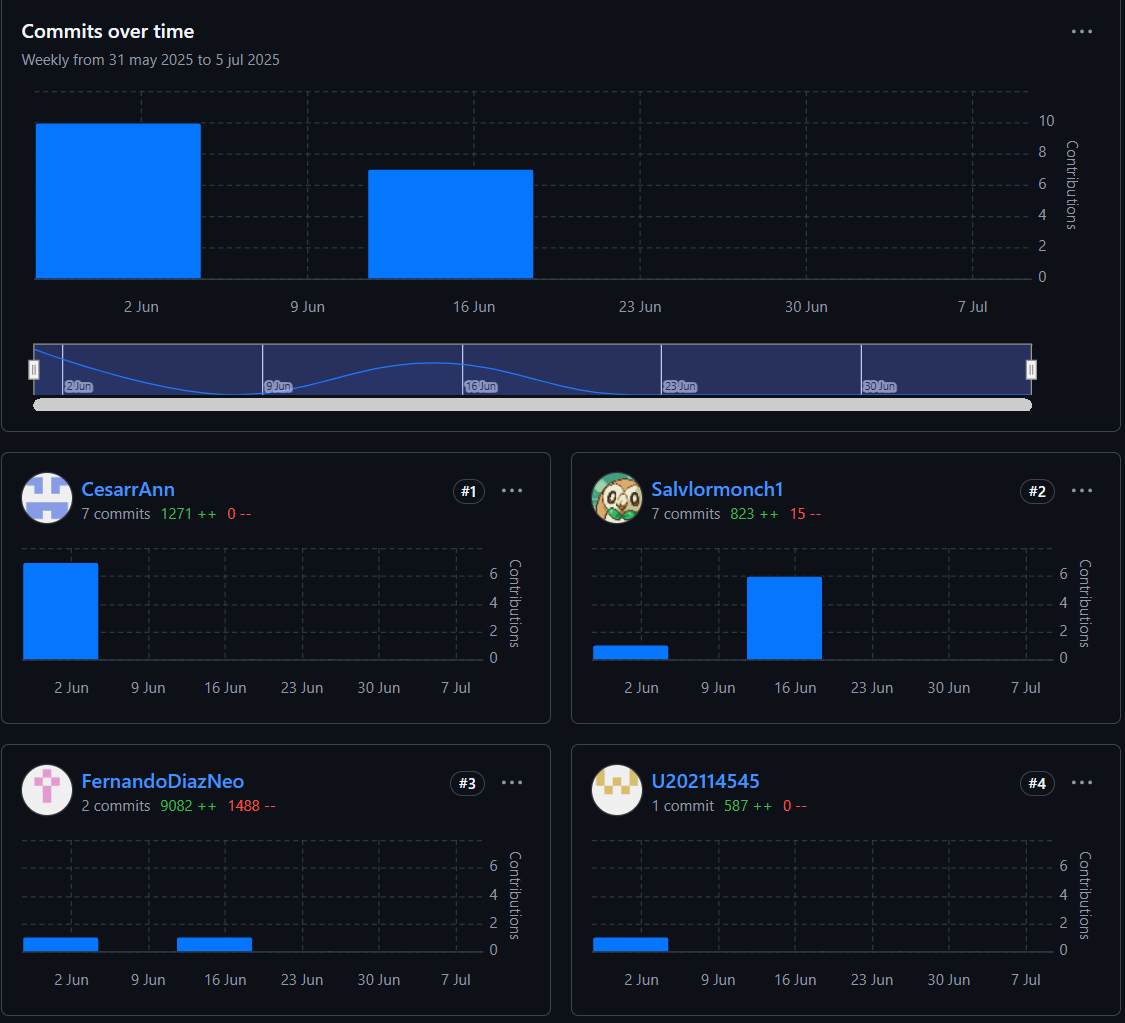 Commits over time
Weekly from 31 may 2025 to 5 jul 2025
10
8
6
4
2
0
Contributions
2 Jun 9 Jun 16 Jun 23 Jun 30 Jun 7 Jul
2 Jun 9 Jun 16 Jun 23 Jun 30 Jun
CesarrAnn #1
7 commits 1271 ++ 0 --
6
4
2
0
Contributions
2 Jun 9 Jun 16 Jun 23 Jun 30 Jun 7 Jul
Salvlormonch1 #2
7 commits 823 ++ 15 --
6
4
2
0
Contributions
2 Jun 9 Jun 16 Jun 23 Jun 30 Jun 7 Jul
FernandoDiazNeo #3
2 commits 9082 ++ 1488 --
6
4
2
0
Contributions
2 Jun 9 Jun 16 Jun 23 Jun 30 Jun 7 Jul
U202114545 #4
1 commit 587 ++ 0 --
6
4
2
0
Contributions
2 Jun 9 Jun 16 Jun 23 Jun 30 Jun 7 Jul